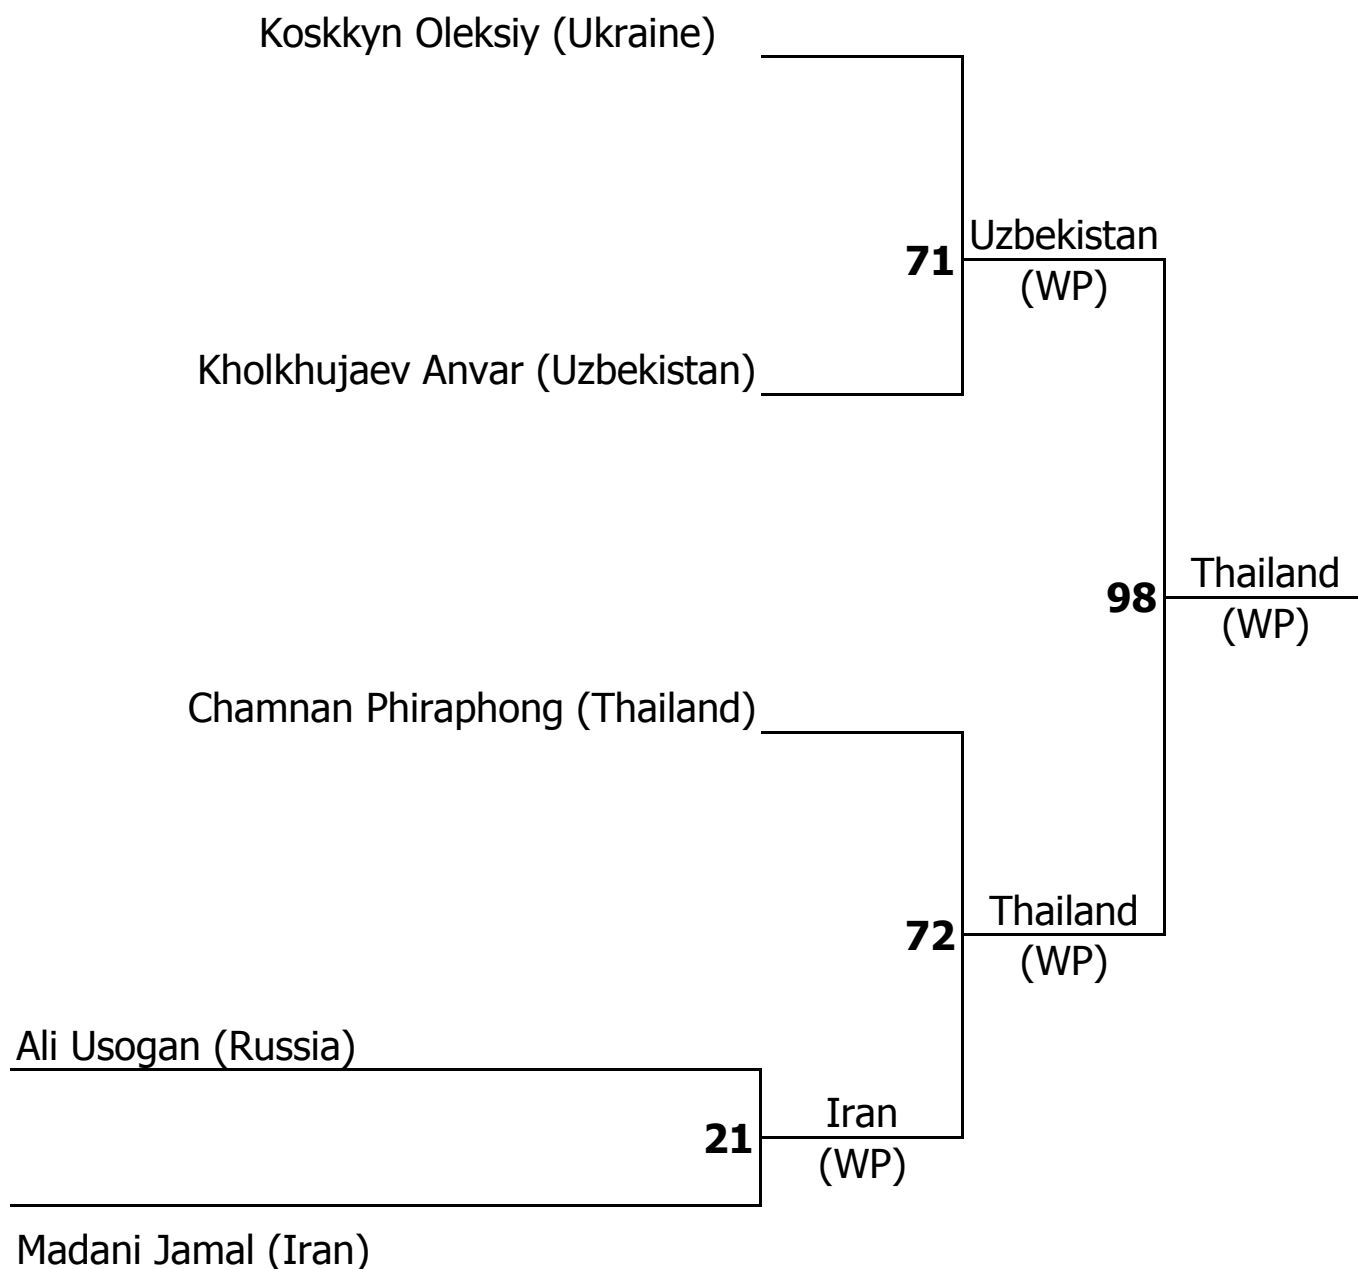 Koskkyn Oleksiy (Ukraine)
Uzbekistan
71
(WP)
Kholkhujaev Anvar (Uzbekistan)
Thailand
98
(WP)
Chamnan Phiraphong (Thailand)
Thailand
72
(WP)
Ali Usogan (Russia)
Iran
21
(WP)
Madani Jamal (Iran)